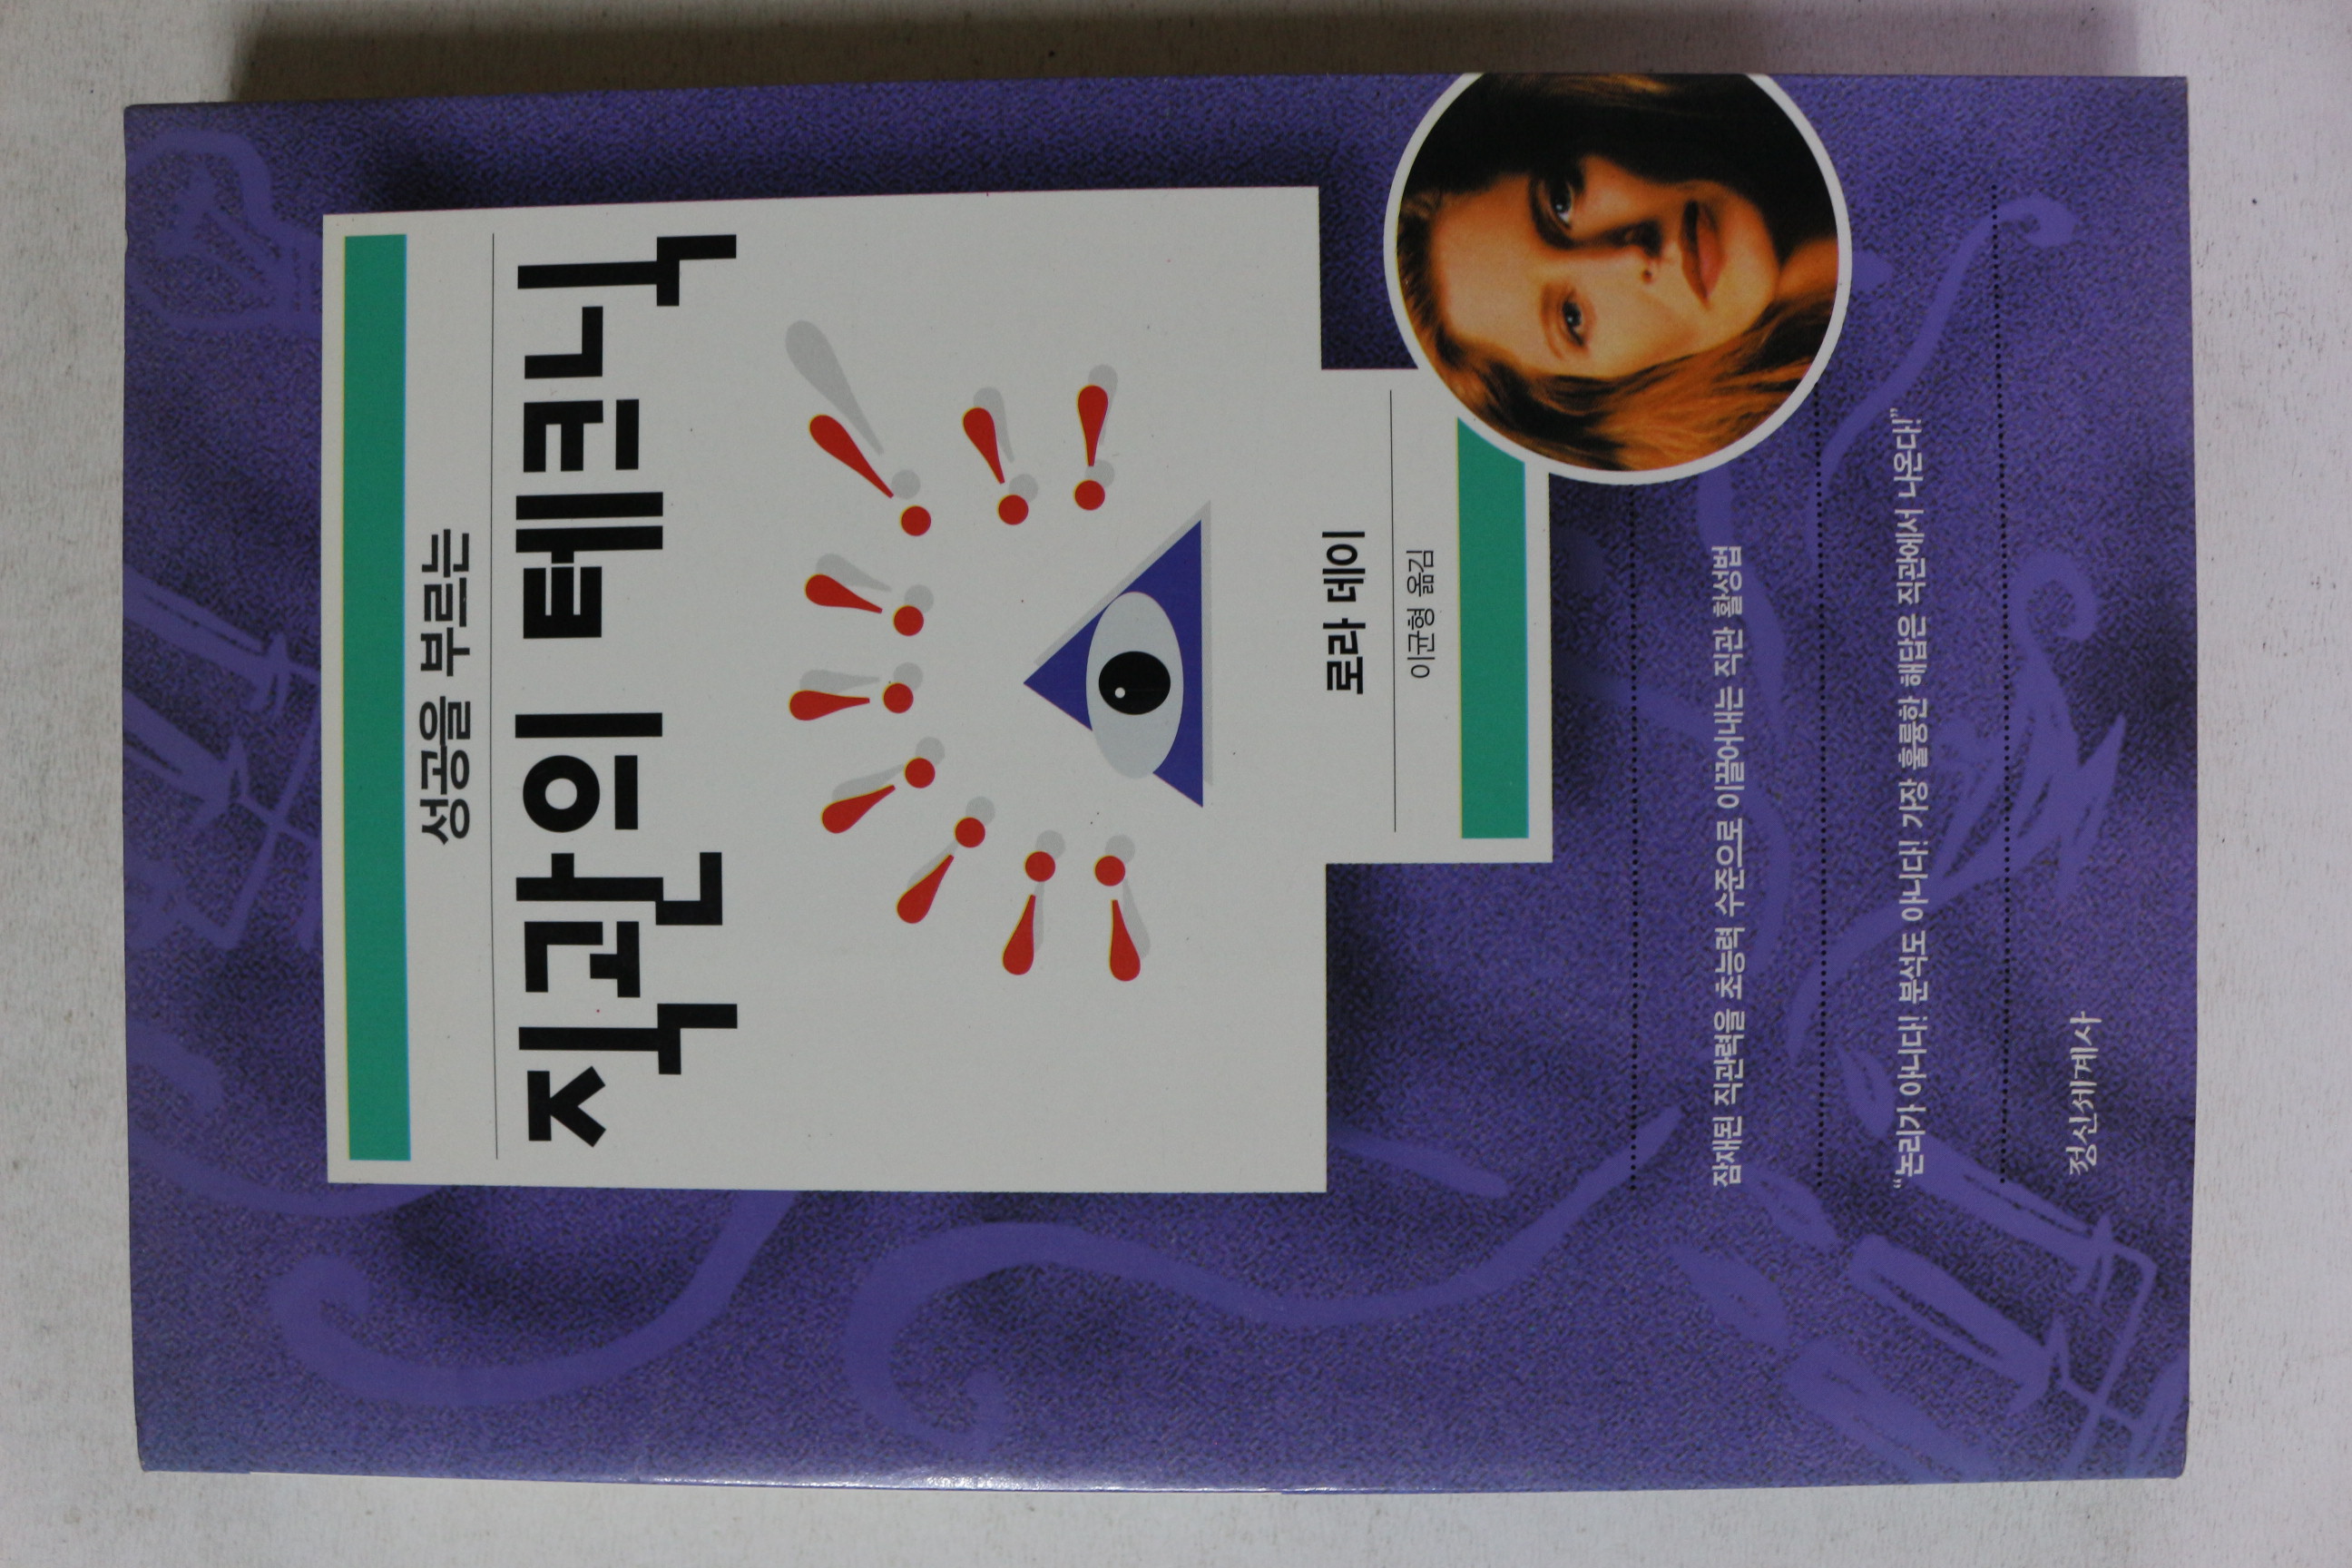 성공을 부르는
직관의 테크닉
로라 데이
이균형 옮김
잠재된 직관력을 초능력 수준으로 이끌어내는 직관 활성법
“논리가 아니다! 분석도 아니다! 가장 훌륭한 해답은 직관에서 나온다!”
정신세계사